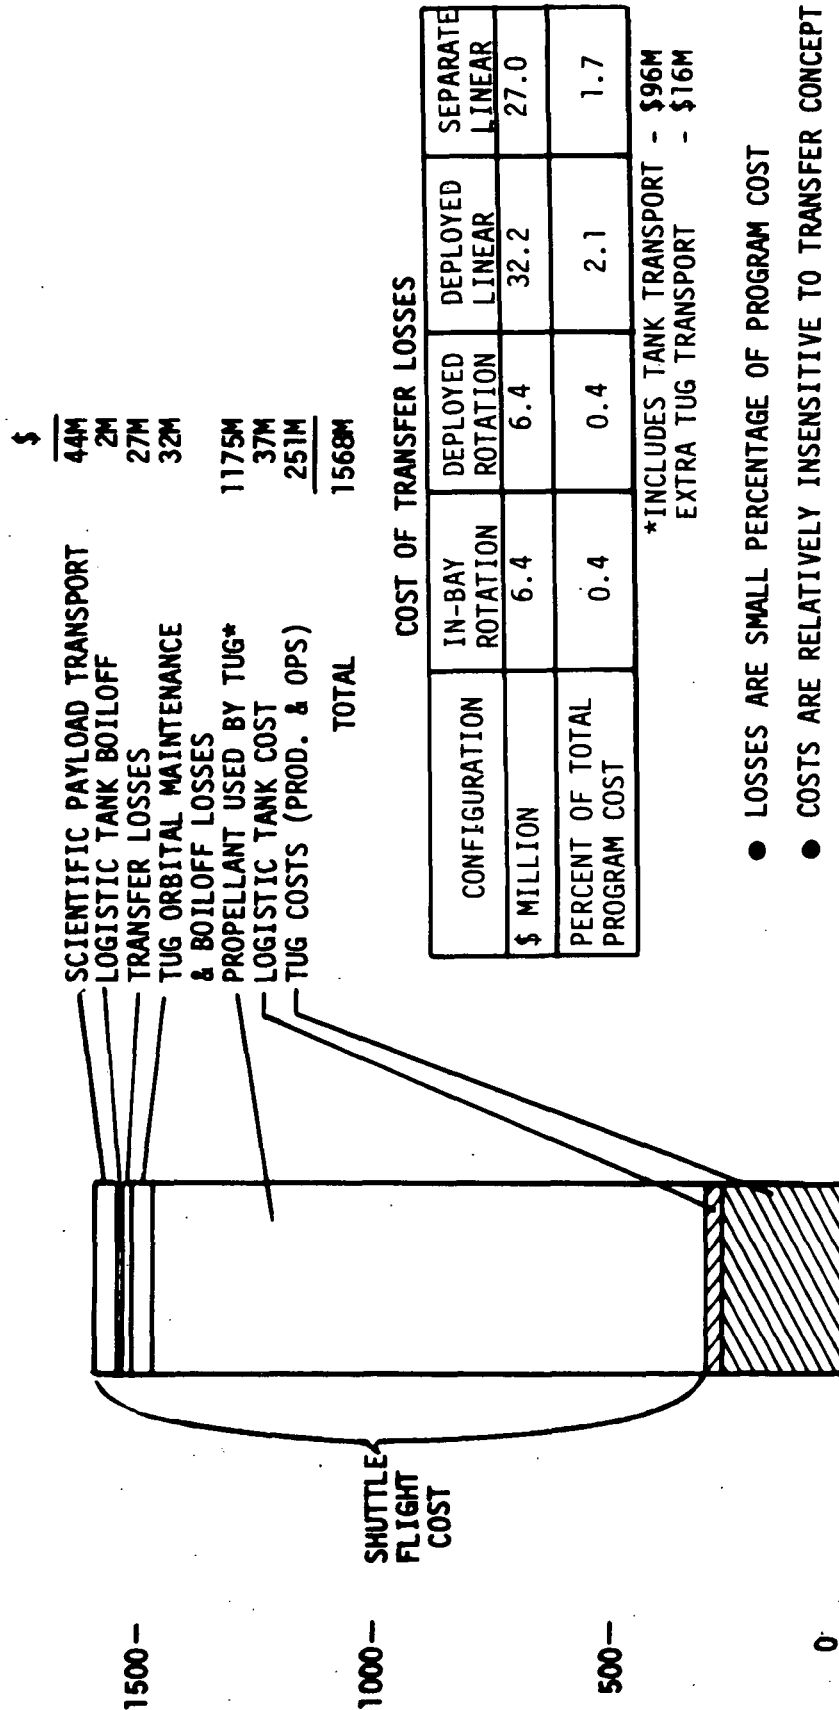 1500
1000
500
0
SHUTTLE
FLIGHT
COST
$
SCIENTIFIC PAYLOAD TRANSPORT 44M
LOGISTIC TANK BOILOFF 2M
TRANSFER LOSSES 27M
TUG ORBITAL MAINTENANCE 32M
& BOILOFF LOSSES
PROPELLANT USED BY TUG* 1175M
LOGISTIC TANK COST 37M
TUG COSTS (PROD. & OPS) 251M
TOTAL 1568M
COST OF TRANSFER LOSSES
CONFIGURATION IN-BAY ROTATION DEPLOYED ROTATION DEPLOYED LINEAR SEPARATE LINEAR
$ MILLION 6.4 6.4 32.2 27.0
PERCENT OF TOTAL PROGRAM COST 0.4 0.4 2.1 1.7
*INCLUDES TANK TRANSPORT - $96M
EXTRA TUG TRANSPORT - $16M
● LOSSES ARE SMALL PERCENTAGE OF PROGRAM COST
● COSTS ARE RELATIVELY INSENSITIVE TO TRANSFER CONCEPT